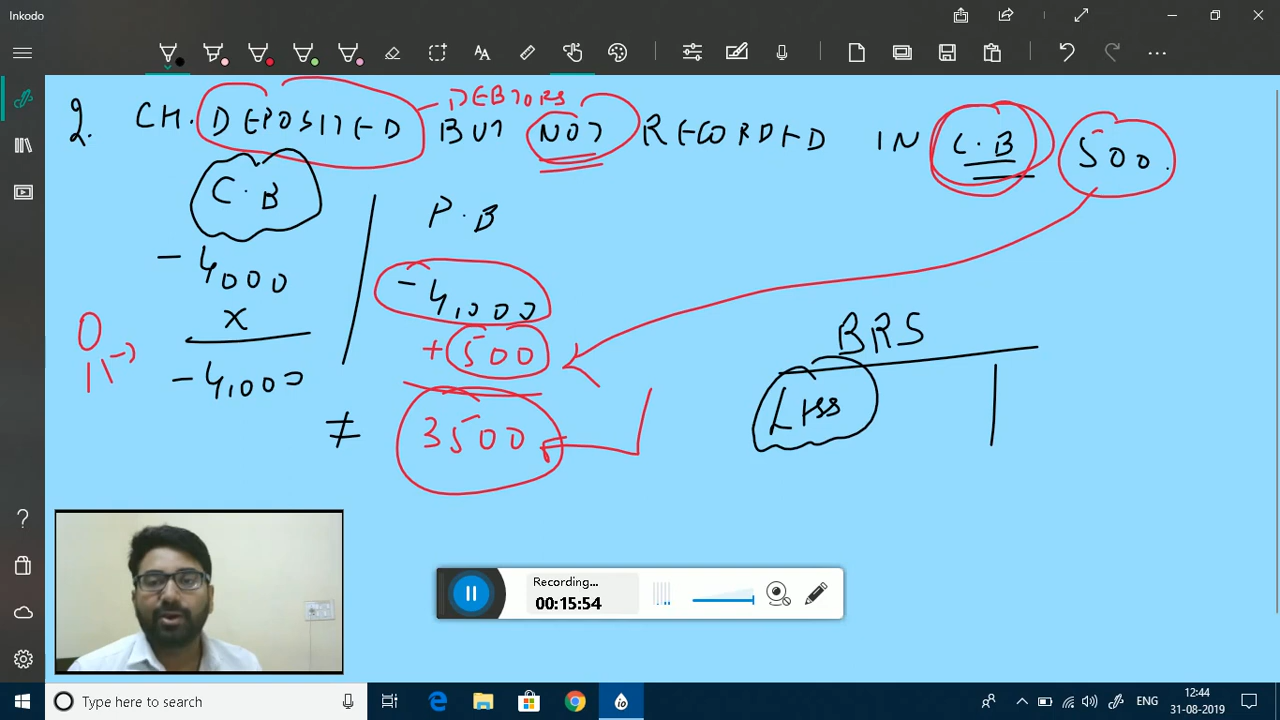 Inkodo
2. CH. DEPOSITED BUT NOT RECORDED IN C.B 500.
DEBTORS
C.B
P.B
-4000
-4,000
x
+500
-4,000
≠
3500
BRS
Less
Recording...
00:15:54
Type here to search
ENG
12:44
31-08-2019